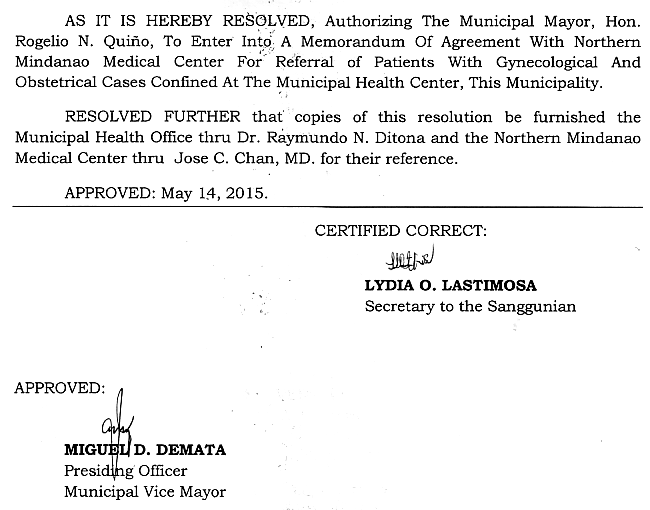 AS IT IS HEREBY RESOLVED, Authorizing The Municipal Mayor, Hon.
Rogelio N. Quiño, To Enter Into A Memorandum Of Agreement With Northern
Mindanao Medical Center For Referral of Patients With Gynecological And
Obstetrical Cases Confined At The Municipal Health Center, This Municipality.
RESOLVED FURTHER that copies of this resolution be furnished the
Municipal Health Office thru Dr. Raymundo N. Ditona and the Northern Mindanao
Medical Center thru Jose C. Chan, MD. for their reference.
APPROVED: May 14, 2015.
CERTIFIED CORRECT:
LYDIA O. LASTIMOSA
Secretary to the Sanggunian
APPROVED:
MIGUEL D. DEMATA
Presiding Officer
Municipal Vice Mayor